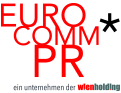 EURO
COMM*
PR
ein unternehmen der wienholding